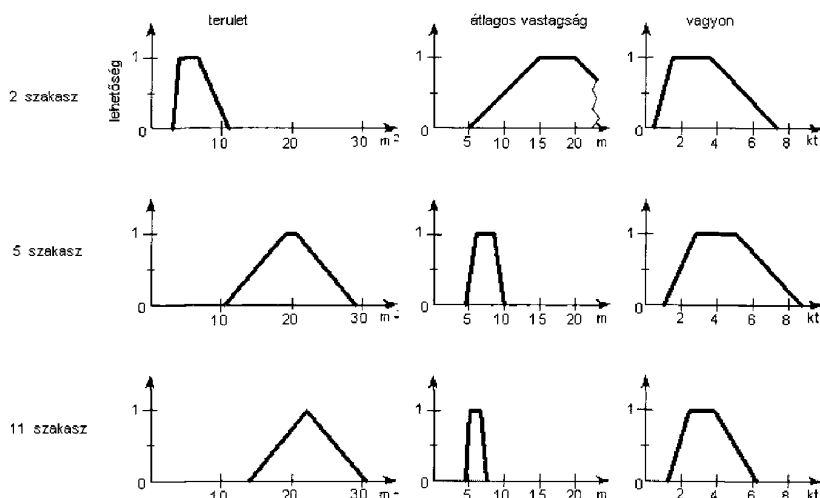 terulet átlagos vastagság vagyon
lehetőség
2 szakasz
1 1 1
0 0 0
10 20 30 m² 5 10 15 20 m 2 4 6 8 kt
5 szakasz
1 1 1
0 0 0
10 20 30 m 5 10 15 20 m 2 4 6 8 kt
11 szakasz
1 1 1
0 0 0
10 20 30 m 5 10 15 20 m 2 4 6 8 kt